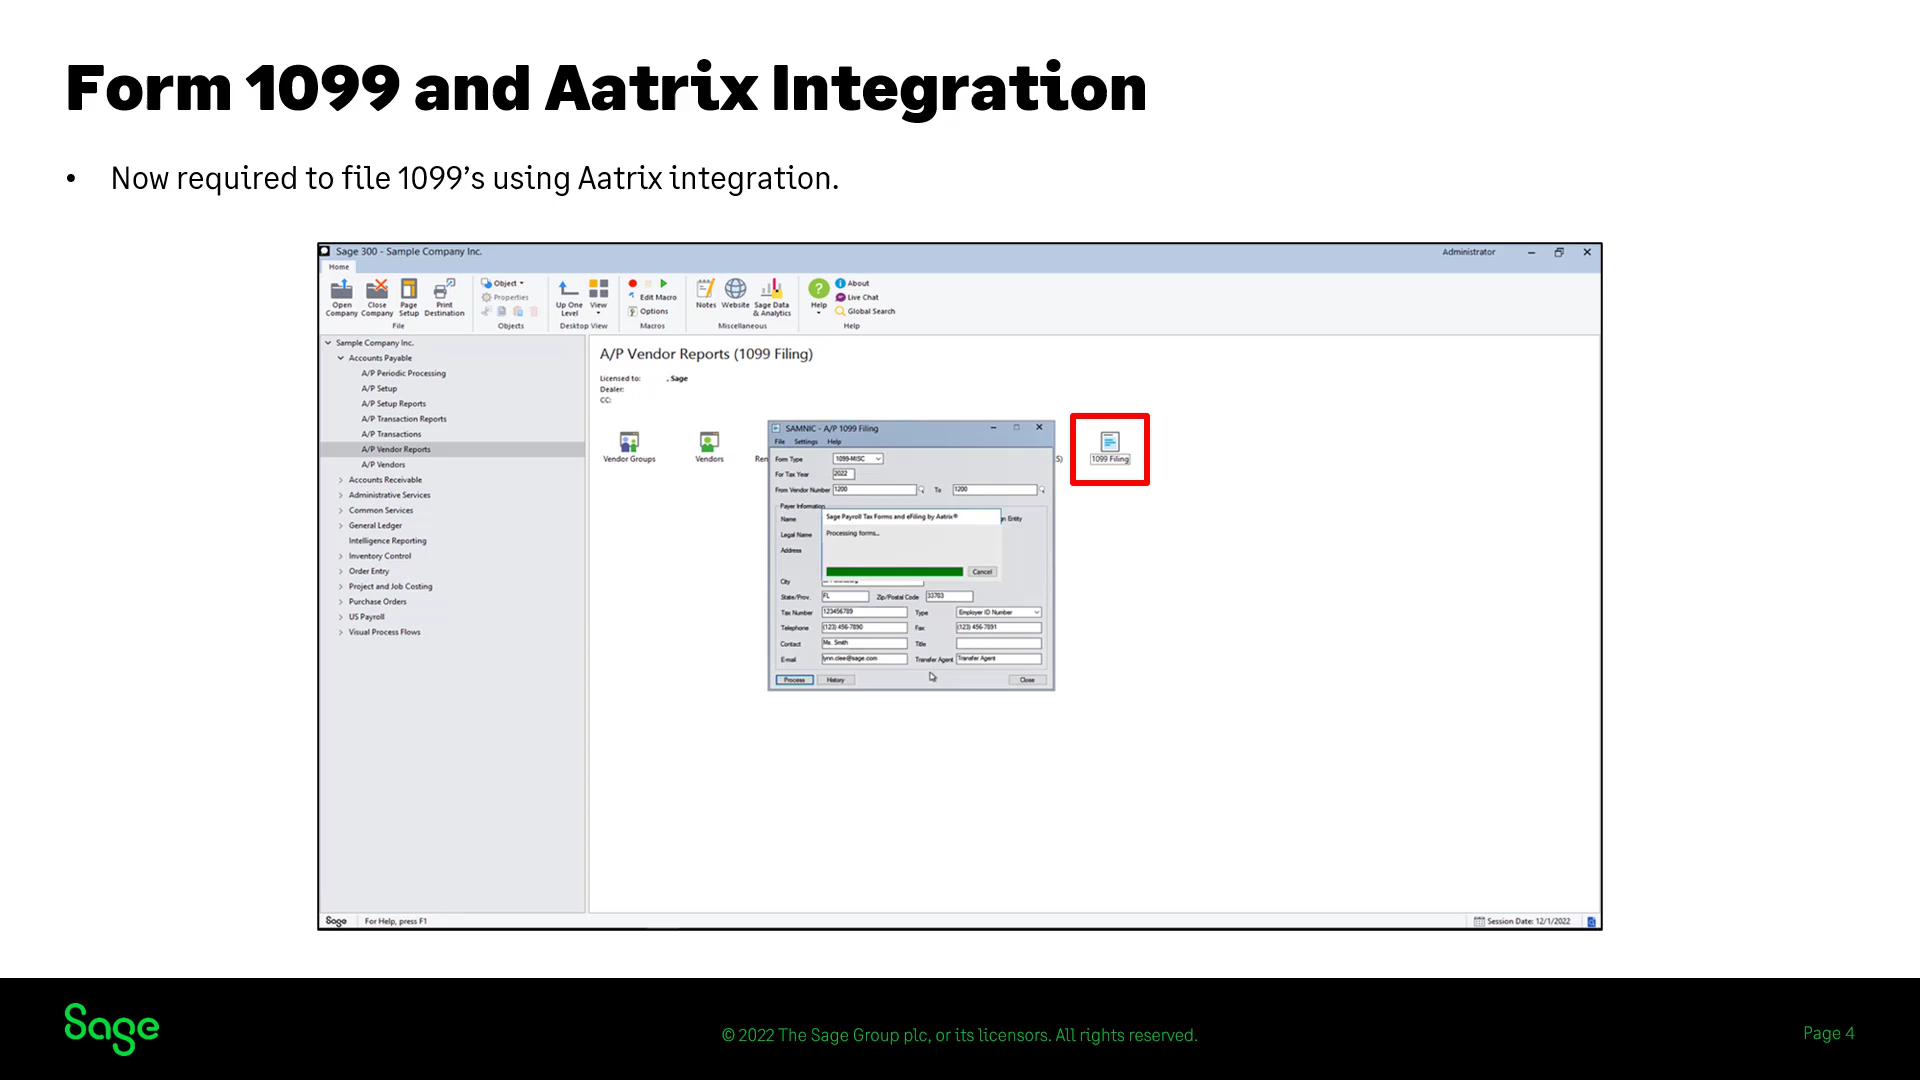 Form 1099 and Aatrix Integration
• Now required to file 1099’s using Aatrix integration.
Sage 300 - Sample Company Inc.
Administrator
Home
Open Company
Close Company
Page Setup
Print Destination
File
Object
Properties
Objects
Up One Level
View
Desktop View
Edit Macro
Options
Macros
Notes
Website
Sage Data & Analytics
Miscellaneous
Help
About
Live Chat
Global Search
Help
Sample Company Inc.
Accounts Payable
A/P Periodic Processing
A/P Setup
A/P Setup Reports
A/P Transaction Reports
A/P Transactions
A/P Vendor Reports
A/P Vendors
Accounts Receivable
Administrative Services
Common Services
General Ledger
Intelligence Reporting
Inventory Control
Order Entry
Project and Job Costing
Purchase Orders
US Payroll
Visual Process Flows
A/P Vendor Reports (1099 Filing)
Licensed to: , Sage
Dealer:
CC:
Vendor Groups
Vendors
Ren
S)
1099 Filing
SAMNIC - A/P 1099 Filing
File Settings Help
Form Type 1099-MISC
For Tax Year 2022
From Vendor Number 1200 To 1200
Payer Information
Name
n Entity
Legal Name
Address
Sage Payroll Tax Forms and eFiling by Aatrix®
Processing forms...
Cancel
City
State/Prov. FL Zip/Postal Code 33703
Tax Number 123456789 Type Employer ID Number
Telephone (123) 456-7890 Fax (123) 456-7891
Contact Ms. Smith Title
E-mail lynn.clee@sage.com Transfer Agent Transfer Agent
Process History Close
Sage For Help, press F1
Session Date: 12/1/2022
Sage
© 2022 The Sage Group plc, or its licensors. All rights reserved.
Page 4